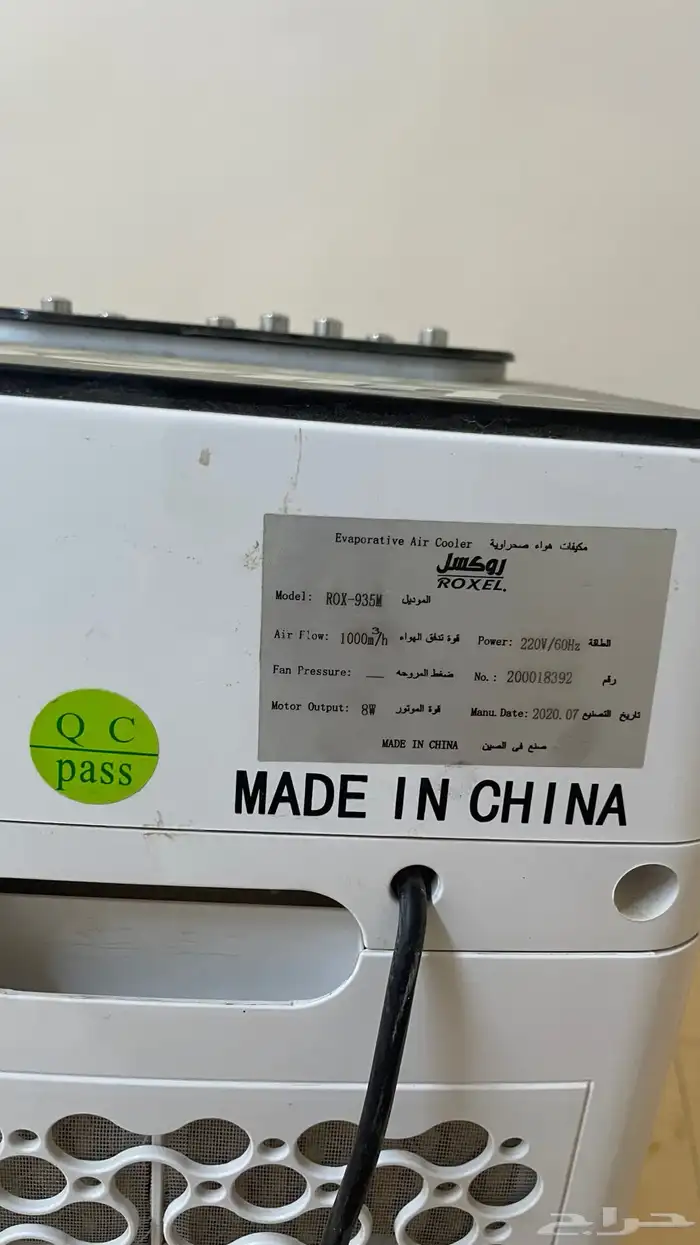 Evaporative Air Cooler مكيفات هواء صحراوية
روكسل
ROXEL.
Model: ROX-935M الموديل
Air Flow: 1000m³/h قوة تدفق الهواء Power: 220V/60Hz الطاقة
Fan Pressure: — ضغط المروحه No.: 200018392 رقم
Motor Output: 8W قوة الموتور Manu. Date: 2020.07 تاريخ التصنيع
MADE IN CHINA صنع في الصين
QC
pass
MADE IN CHINA
حراج